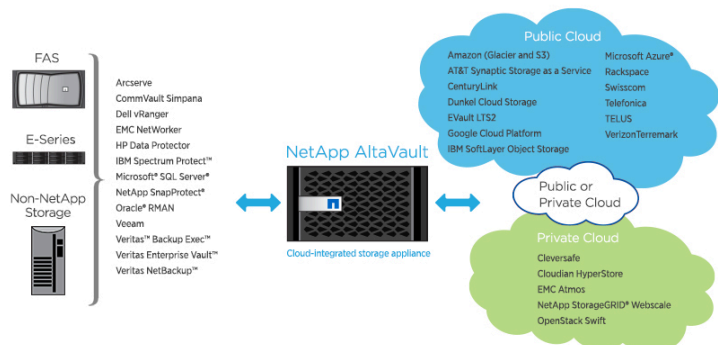 FAS
E-Series
Non-NetApp
Storage
Arcserve
CommVault Simpana
Dell vRanger
EMC NetWorker
HP Data Protector
IBM Spectrum Protect™
Microsoft® SQL Server®
NetApp SnapProtect®
Oracle® RMAN
Veeam
Veritas™ Backup Exec™
Veritas Enterprise Vault™
Veritas NetBackup™
NetApp AltaVault
Cloud-integrated storage appliance
Public Cloud
Amazon (Glacier and S3)
AT&T Synaptic Storage as a Service
CenturyLink
Dunkel Cloud Storage
EVault LTS2
Google Cloud Platform
IBM SoftLayer Object Storage
Microsoft Azure®
Rackspace
Swisscom
Telefonica
TELUS
VerizonTerremark
Public or
Private Cloud
Private Cloud
Cleversafe
Cloudian HyperStore
EMC Atmos
NetApp StorageGRID® Webscale
OpenStack Swift